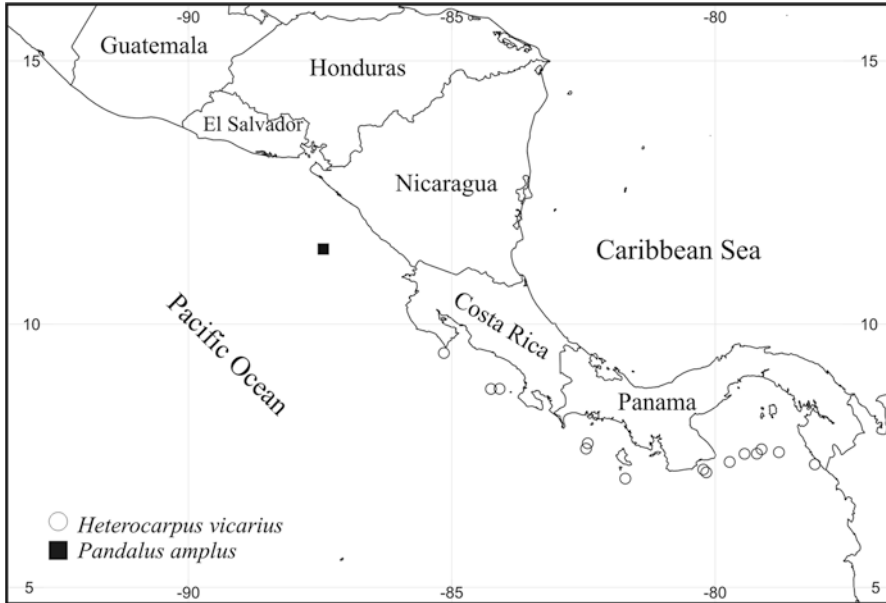 -90 -85 -80
Guatemala
15 15
Honduras
El Salvador
Nicaragua
Caribbean Sea
Pacific Ocean
Costa Rica
10 10
Panama
Heterocarpus vicarius
Pandalus amplus
5 5
-90 -85 -80